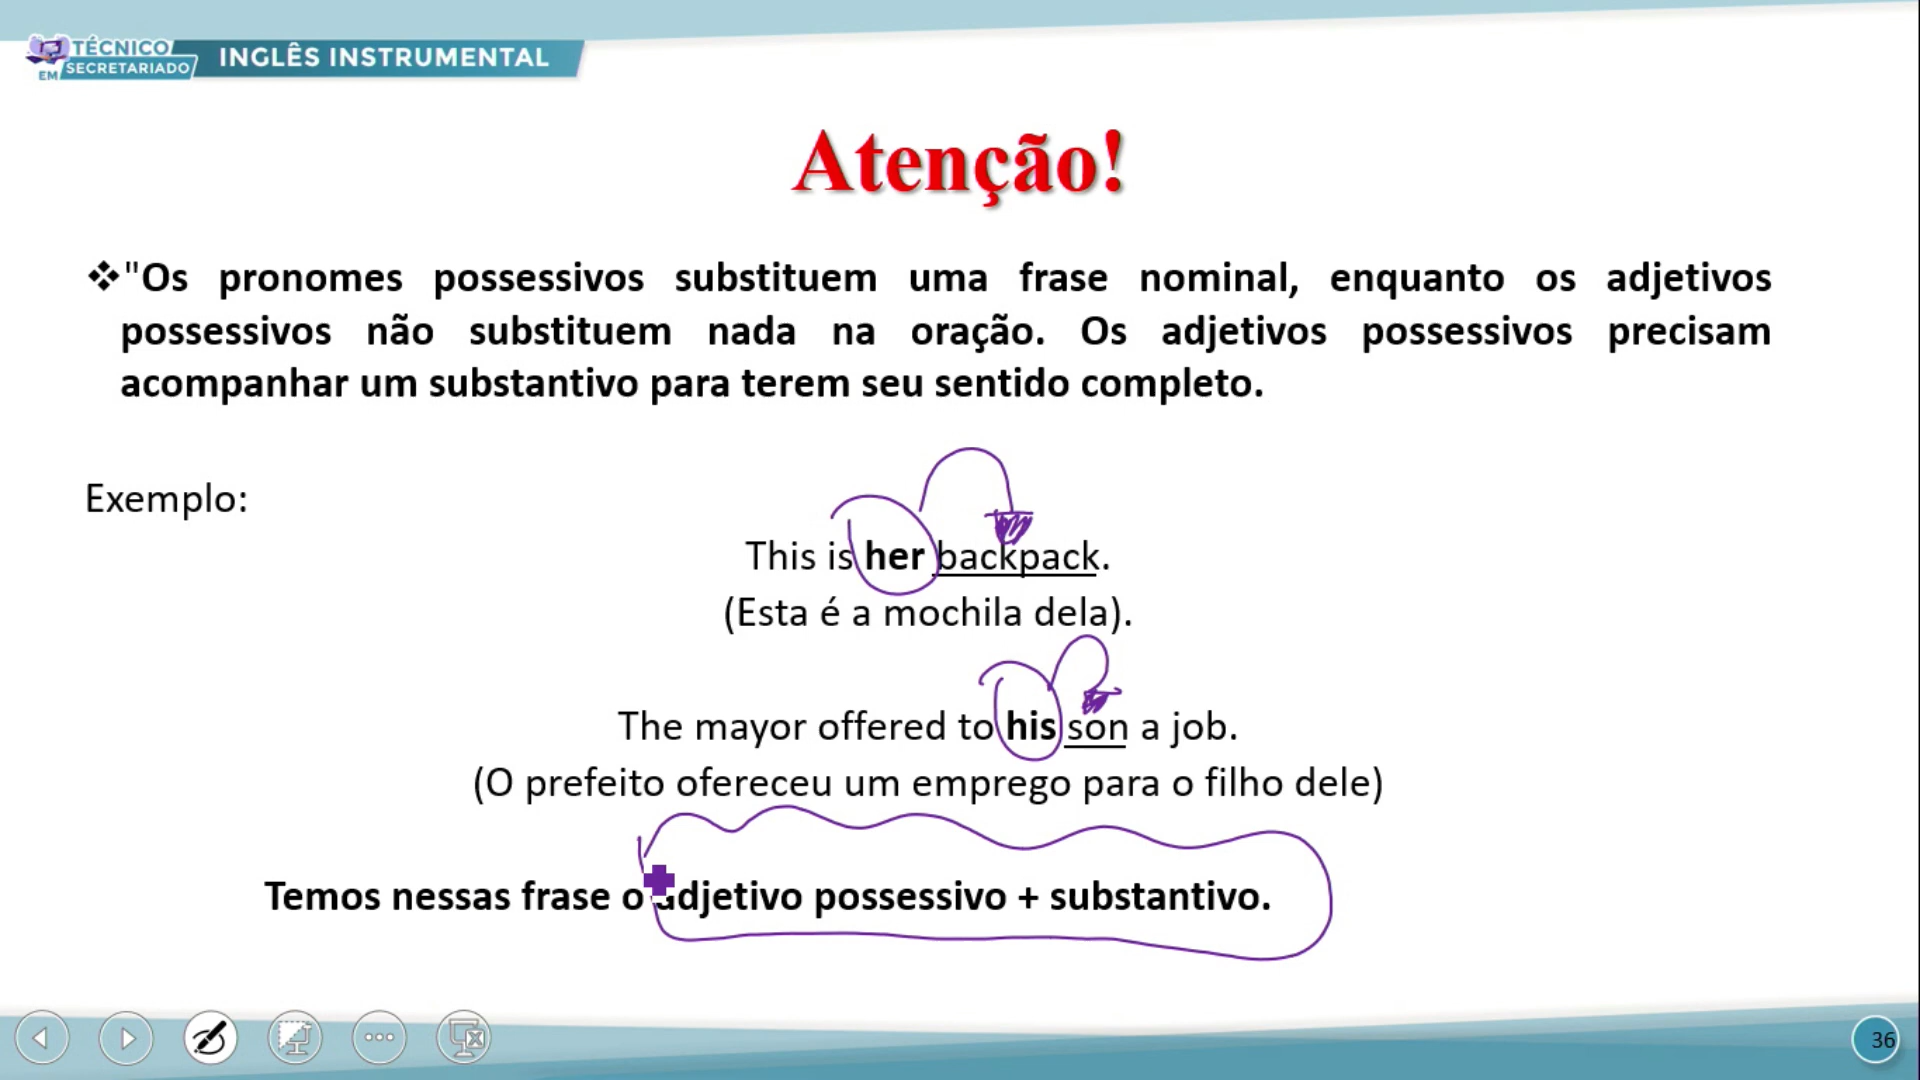 TÉCNICO
EM SECRETARIADO
INGLÊS INSTRUMENTAL
Atenção!
❖"Os pronomes possessivos substituem uma frase nominal, enquanto os adjetivos
possessivos não substituem nada na oração. Os adjetivos possessivos precisam
acompanhar um substantivo para terem seu sentido completo.
Exemplo:
This is her backpack.
(Esta é a mochila dela).
The mayor offered to his son a job.
(O prefeito ofereceu um emprego para o filho dele)
Temos nessas frase o adjetivo possessivo + substantivo.
36